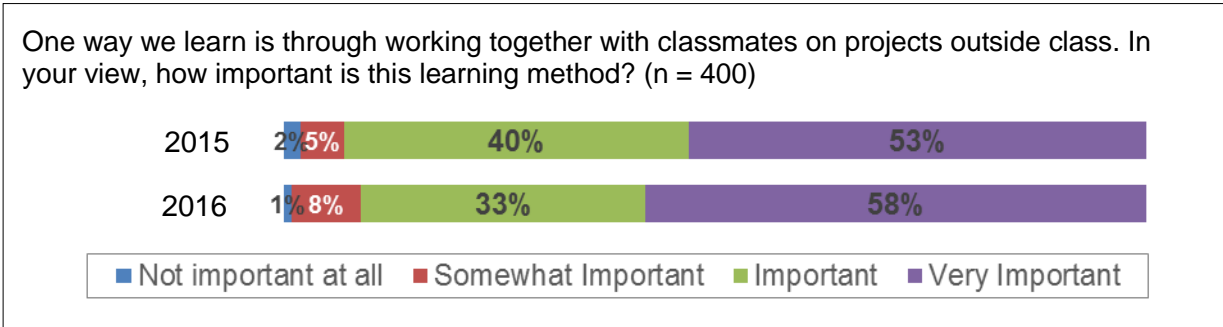 One way we learn is through working together with classmates on projects outside class. In
your view, how important is this learning method? (n = 400)
2015 2% 5% 40% 53%
2016 1% 8% 33% 58%
Not important at all Somewhat Important Important Very Important